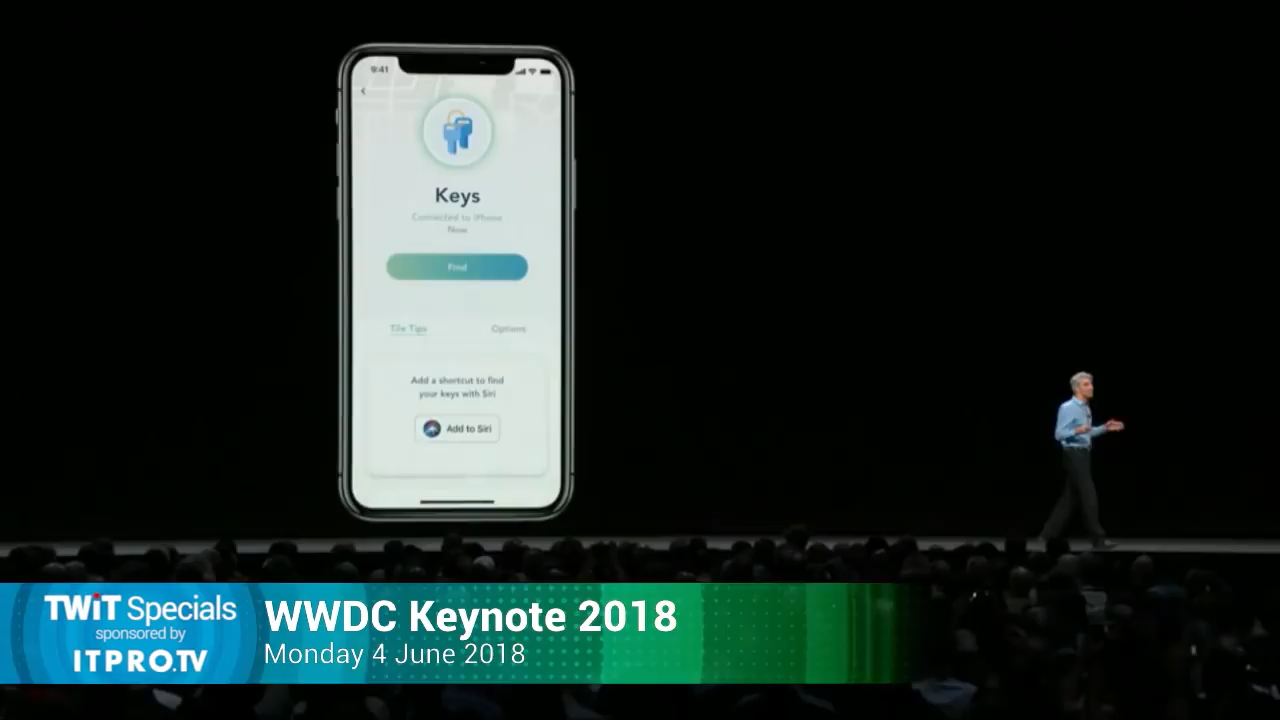 9:41
Keys
Connected to iPhone
Now
Find
Tile Tips
Options
Add a shortcut to find
your keys with Siri
Add to Siri
TWiT Specials
sponsored by
ITPRO.TV
WWDC Keynote 2018
Monday 4 June 2018